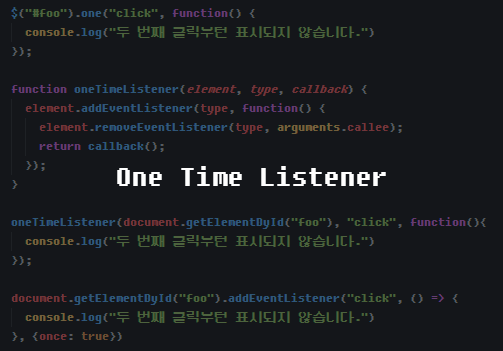 $("#foo").one("click", function() {
  console.log("두 번째 클릭부턴 표시되지 않습니다.")
});
function oneTimeListener(element, type, callback) {
  element.addEventListener(type, function() {
    element.removeEventListener(type, arguments.callee);
    return callback();
  });
}
One Time Listener
oneTimeListener(document.getElementById("foo"), "click", function(){
  console.log("두 번째 클릭부턴 표시되지 않습니다.")
});
document.getElementById("foo").addEventListener("click", () => {
  console.log("두 번째 클릭부턴 표시되지 않습니다.")
}, {once: true})